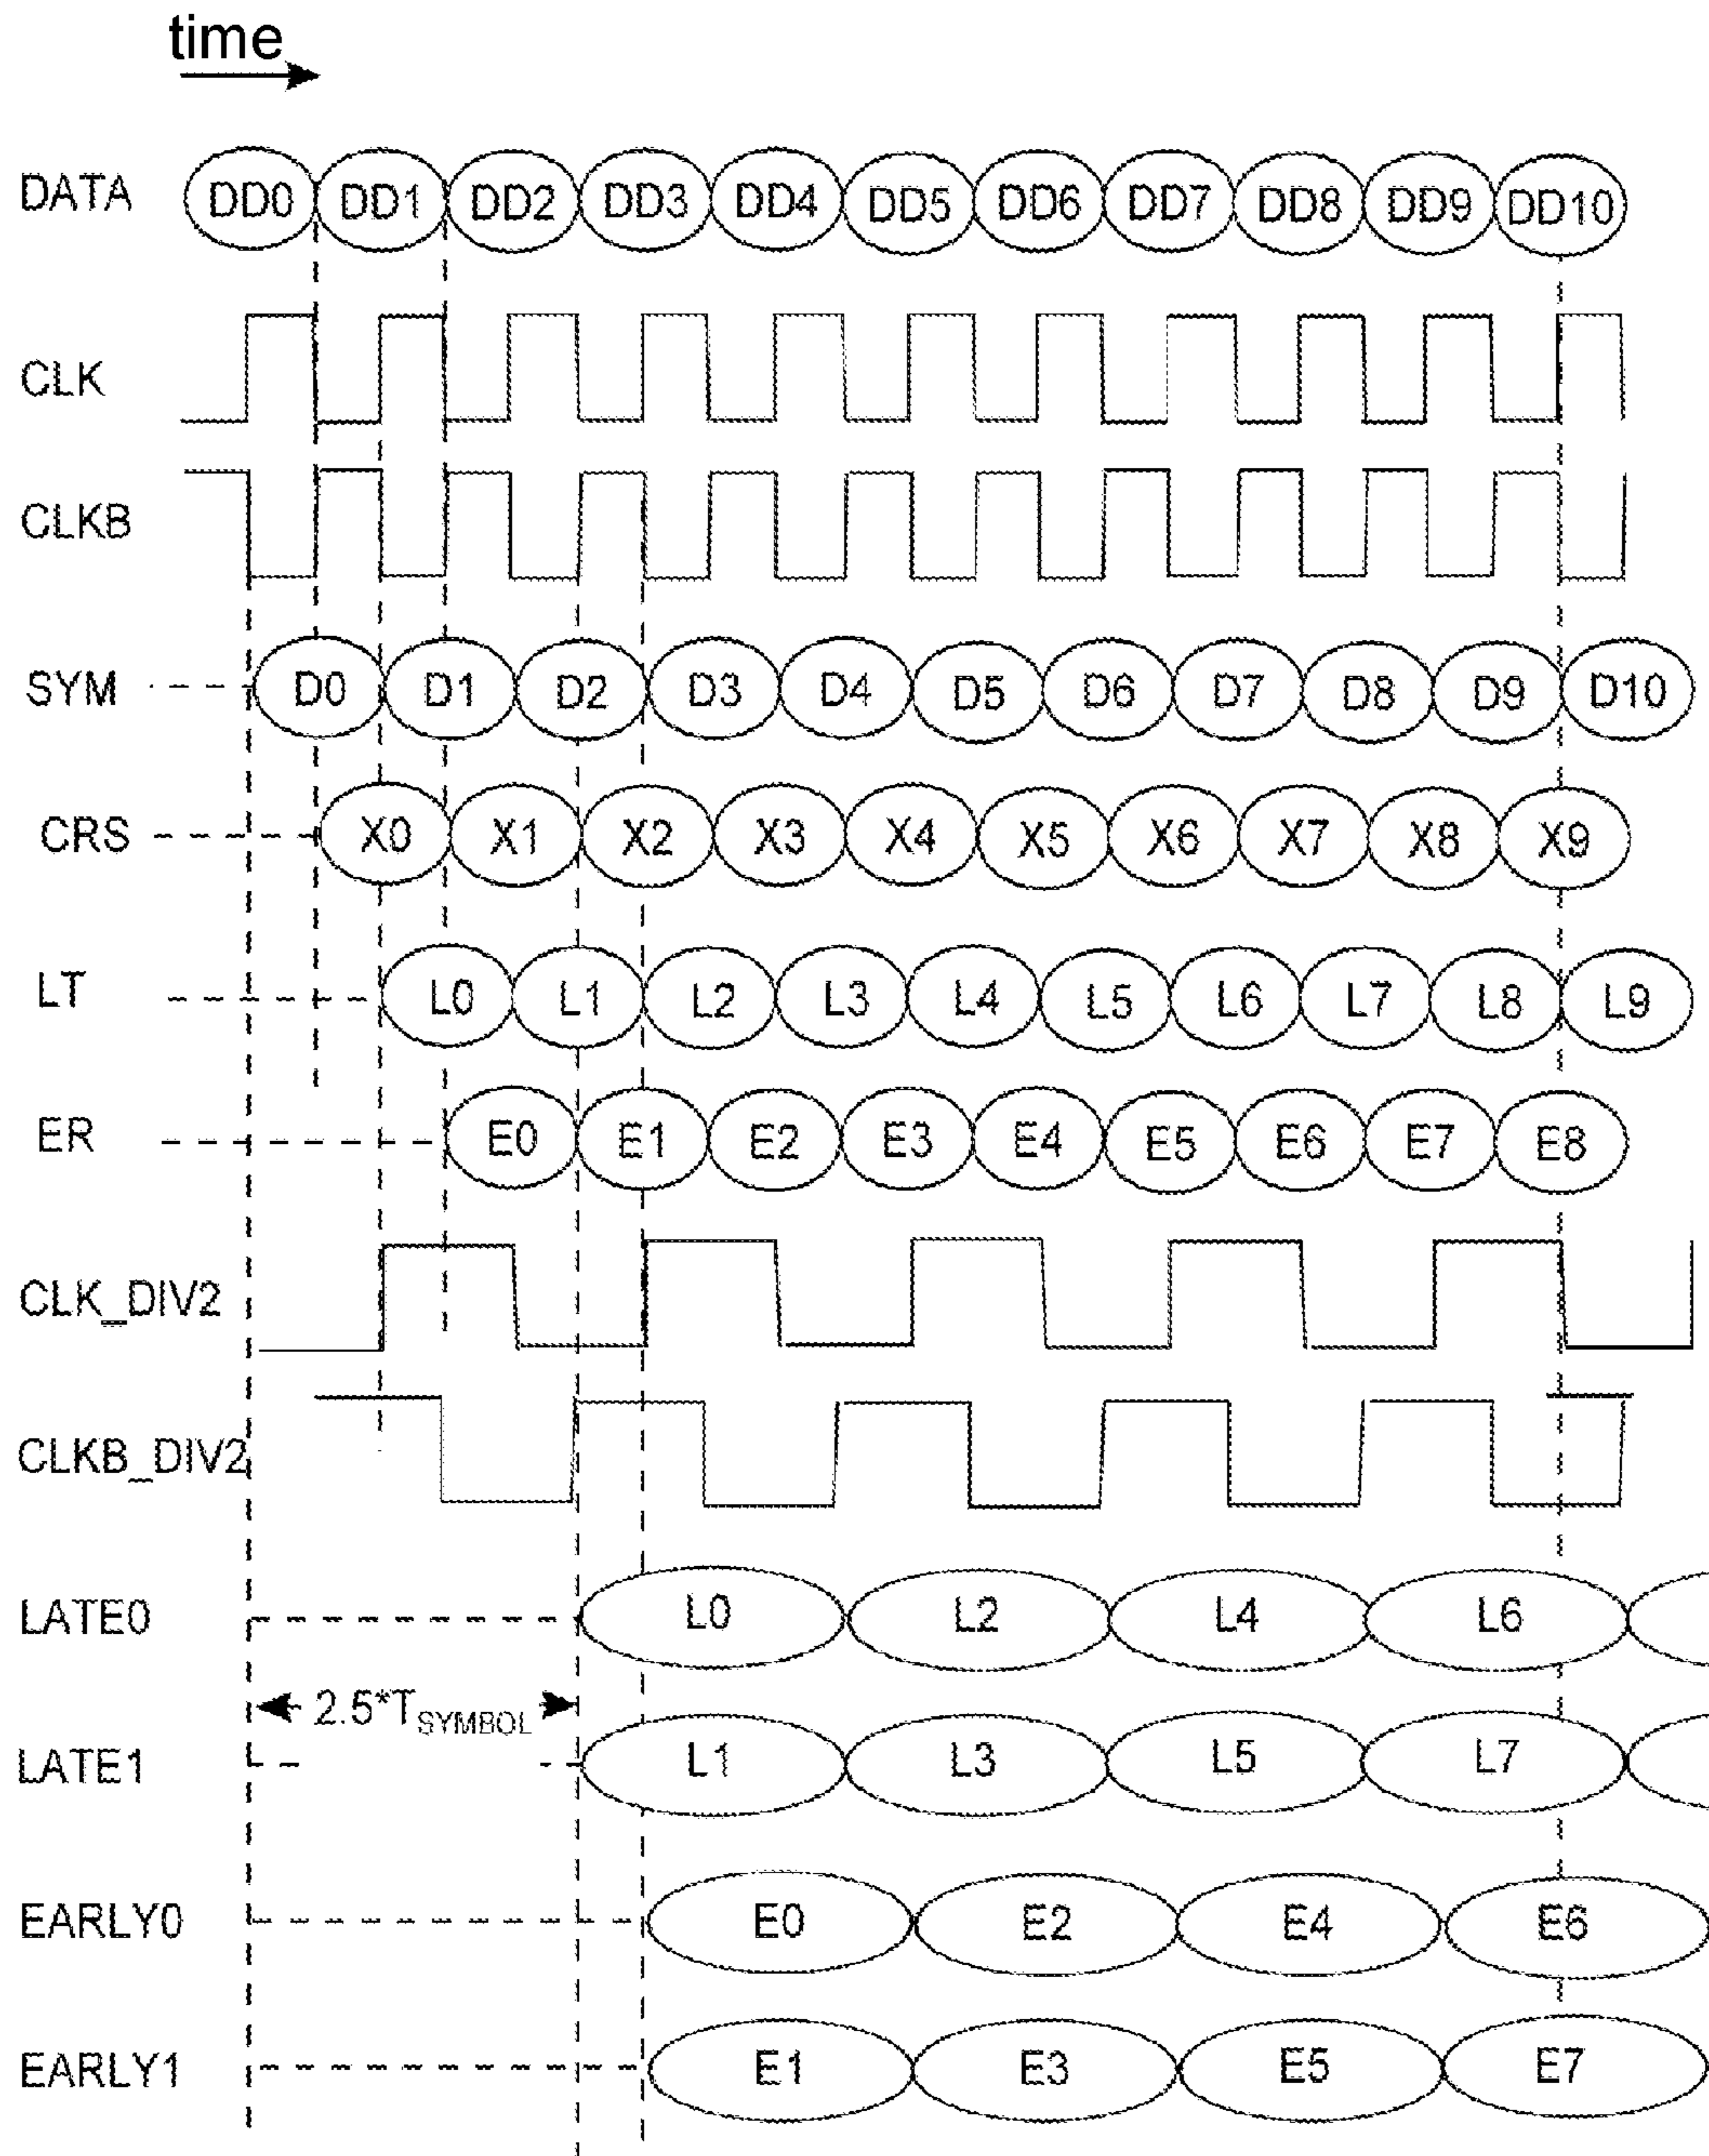 time
DATA DD0 DD1 DD2 DD3 DD4 DD5 DD6 DD7 DD8 DD9 DD10
CLK
CLKB
SYM D0 D1 D2 D3 D4 D5 D6 D7 D8 D9 D10
CRS X0 X1 X2 X3 X4 X5 X6 X7 X8 X9
LT L0 L1 L2 L3 L4 L5 L6 L7 L8 L9
ER E0 E1 E2 E3 E4 E5 E6 E7 E8
CLK_DIV2
CLKB_DIV2
LATE0 L0 L2 L4 L6
2.5*TSYMBOL
LATE1 L1 L3 L5 L7
EARLY0 E0 E2 E4 E6
EARLY1 E1 E3 E5 E7